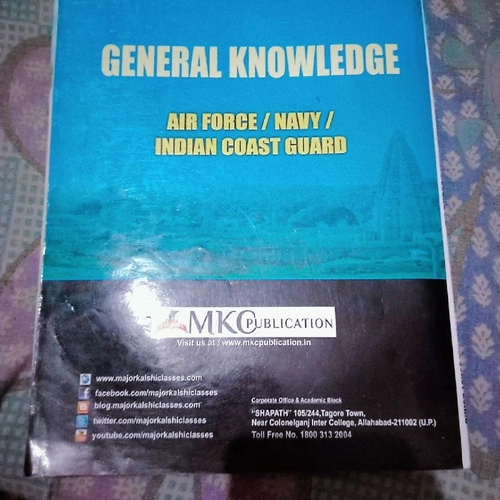 GENERAL KNOWLEDGE
AIR FORCE / NAVY /
INDIAN COAST GUARD
MKC PUBLICATION
Visit us at : www.mkcpublication.in
www.majorkalshiclasses.com
facebook.com/majorkalshiclasses
blog.majorkalshiclasses.com
twitter.com/majorkalshiclasses
youtube.com/majorkalshiclasses
Corporate Office & Academic Block
"SHAPATH" 105/244,Tagore Town,
Near Colonelganj Inter College, Allahabad-211002 (U.P.)
Toll Free No. 1800 313 2004